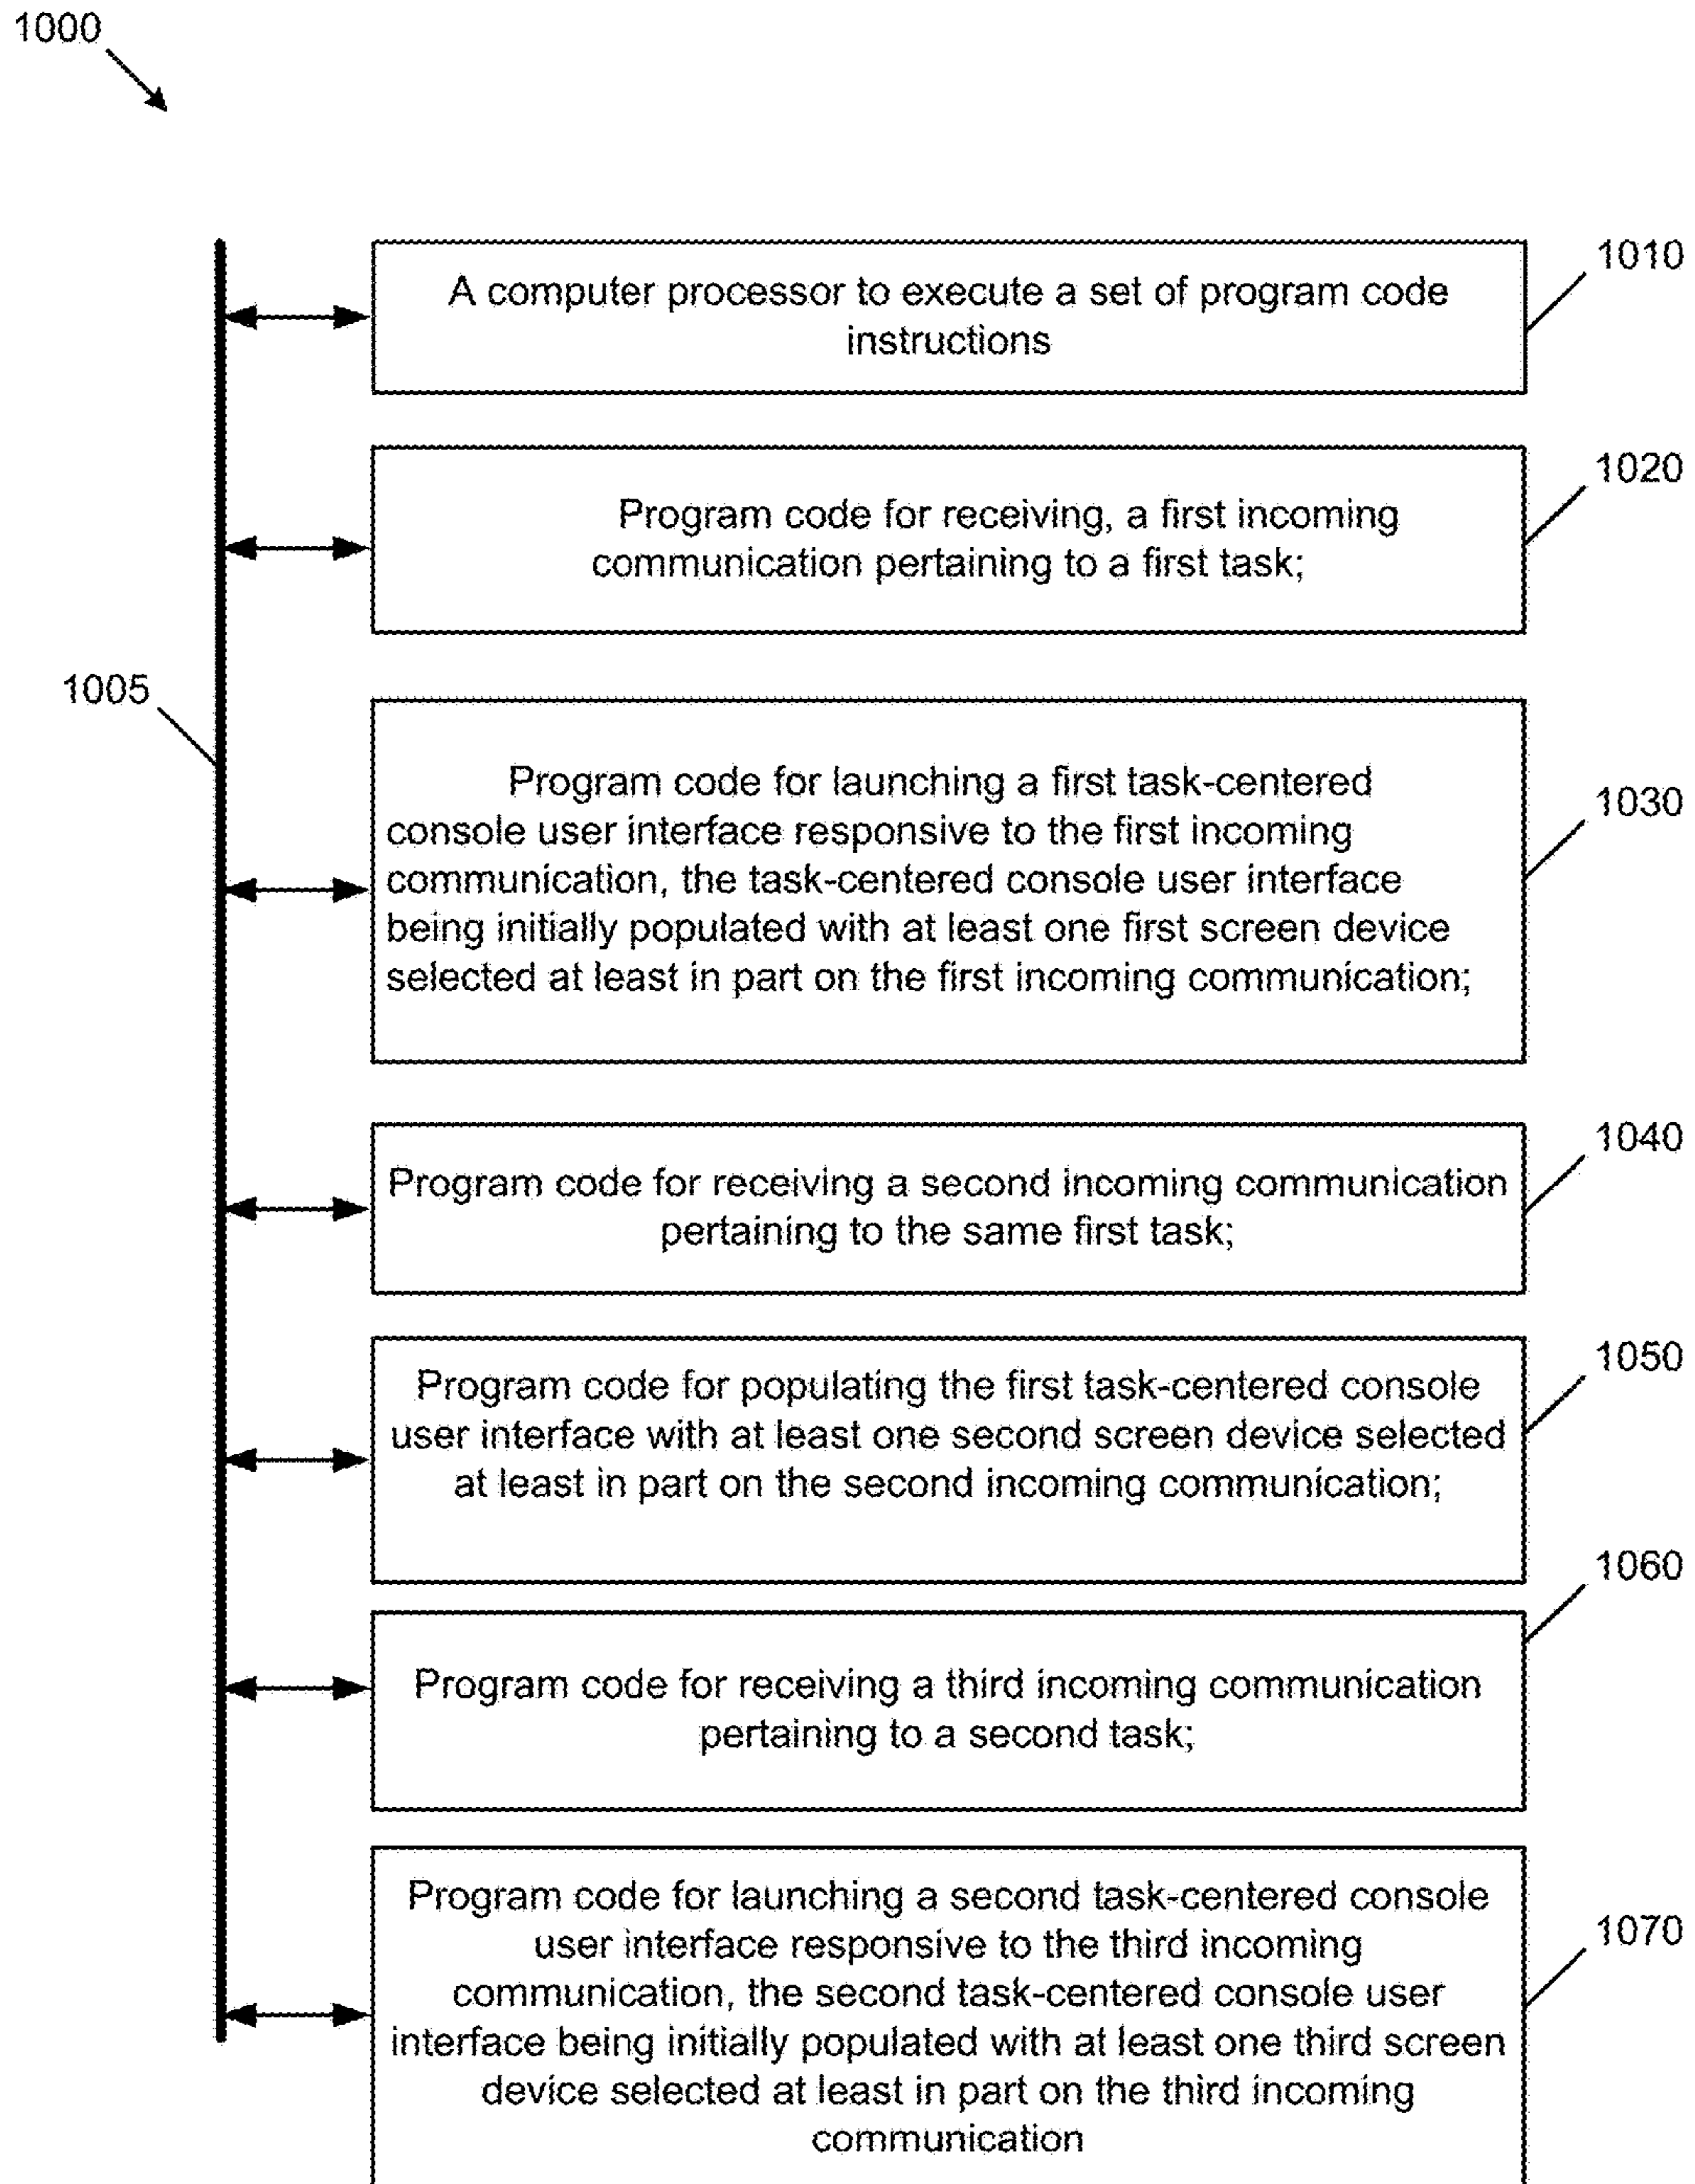 1000
1010
A computer processor to execute a set of program code
instructions
1020
Program code for receiving, a first incoming
communication pertaining to a first task;
1005
1030
Program code for launching a first task-centered
console user interface responsive to the first incoming
communication, the task-centered console user interface
being initially populated with at least one first screen device
selected at least in part on the first incoming communication;
1040
Program code for receiving a second incoming communication
pertaining to the same first task;
1050
Program code for populating the first task-centered console
user interface with at least one second screen device selected
at least in part on the second incoming communication;
1060
Program code for receiving a third incoming communication
pertaining to a second task;
1070
Program code for launching a second task-centered console
user interface responsive to the third incoming
communication, the second task-centered console user
interface being initially populated with at least one third screen
device selected at least in part on the third incoming
communication